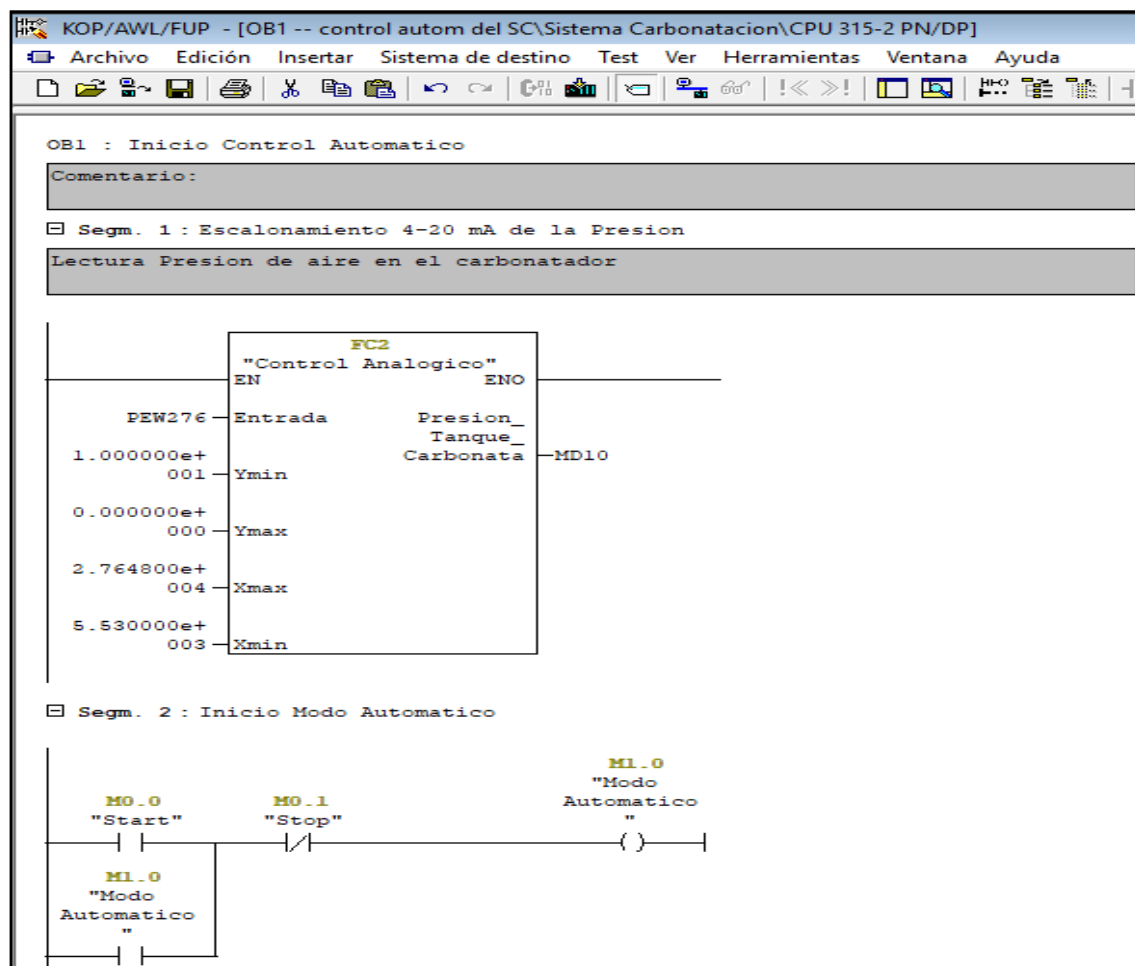 KOP/AWL/FUP - [OB1 -- control autom del SC\Sistema Carbonatacion\CPU 315-2 PN/DP]
Archivo Edición Insertar Sistema de destino Test Ver Herramientas Ventana Ayuda
OB1 : Inicio Control Automatico
Comentario:
Segm. 1 : Escalonamiento 4-20 mA de la Presion
Lectura Presion de aire en el carbonatador
FC2
"Control Analogico"
EN ENO
PEW276 Entrada Presion_
Tanque_
1.000000e+ Carbonata MD10
001 Ymin
0.000000e+
000 Ymax
2.764800e+
004 Xmax
5.530000e+
003 Xmin
Segm. 2 : Inicio Modo Automatico
M1.0
"Modo
M0.0 M0.1 Automatico
"Start" "Stop" "
M1.0
"Modo
Automatico
"